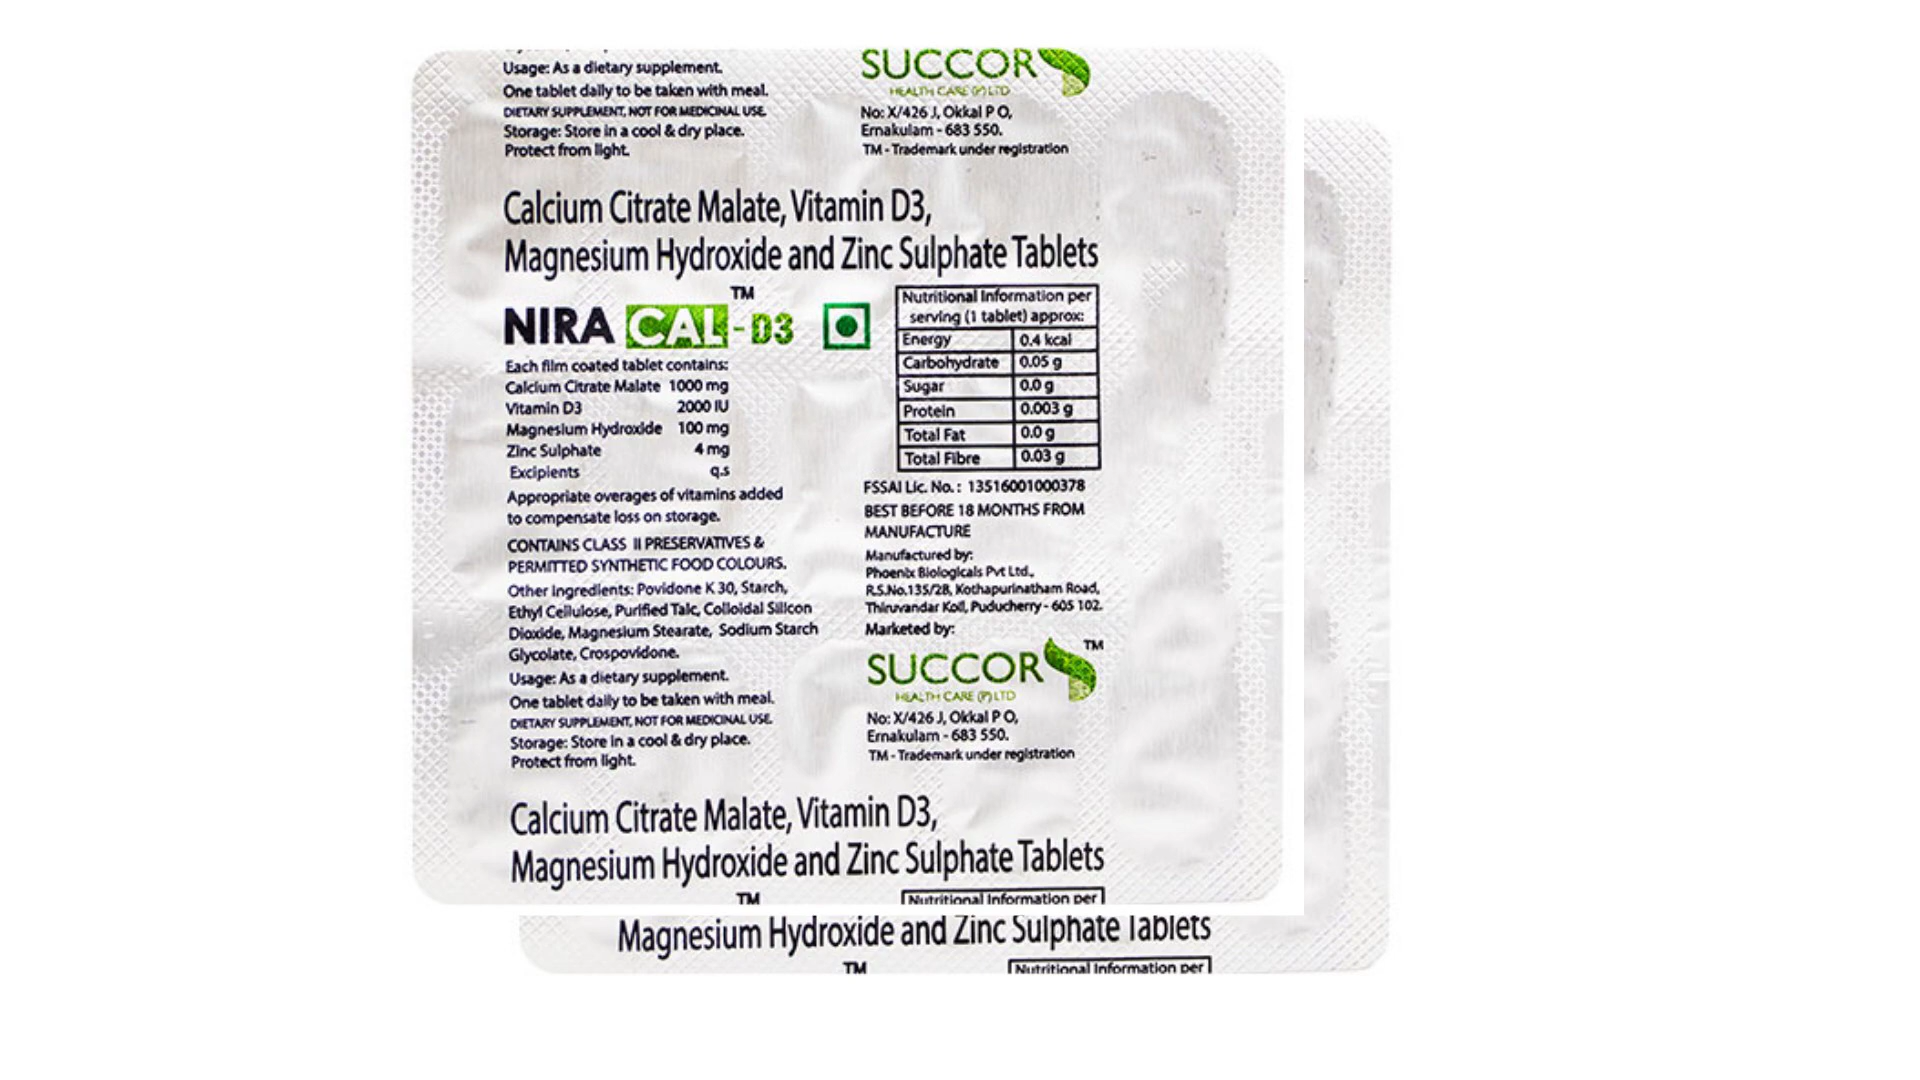 Usage: As a dietary supplement.
One tablet daily to be taken with meal.
DIETARY SUPPLEMENT, NOT FOR MEDICINAL USE.
Storage: Store in a cool & dry place.
Protect from light.
SUCCOR
HEALTH CARE (P) LTD
No: X/426 J, Okkal P O,
Ernakulam - 683 550.
TM - Trademark under registration
Calcium Citrate Malate, Vitamin D3,
Magnesium Hydroxide and Zinc Sulphate Tablets
NIRA CAL - D3 TM
Each film coated tablet contains:
Calcium Citrate Malate 1000 mg
Vitamin D3 2000 IU
Magnesium Hydroxide 100 mg
Zinc Sulphate 4 mg
Excipients q.s
Appropriate overages of vitamins added
to compensate loss on storage.
CONTAINS CLASS II PRESERVATIVES &
PERMITTED SYNTHETIC FOOD COLOURS.
Other Ingredients: Povidone K 30, Starch,
Ethyl Cellulose, Purified Talc, Colloidal Silicon
Dioxide, Magnesium Stearate, Sodium Starch
Glycolate, Crospovidone.
Usage: As a dietary supplement.
One tablet daily to be taken with meal.
DIETARY SUPPLEMENT, NOT FOR MEDICINAL USE.
Storage: Store in a cool & dry place.
Protect from light.
Nutritional Information per
serving (1 tablet) approx:
Energy 0.4 kcal
Carbohydrate 0.05 g
Sugar 0.0 g
Protein 0.003 g
Total Fat 0.0 g
Total Fibre 0.03 g
FSSAI Lic. No. : 13516001000378
BEST BEFORE 18 MONTHS FROM
MANUFACTURE
Manufactured by:
Phoenix Biologicals Pvt Ltd.,
R.S.No.135/2B, Kothapurinatham Road,
Thiruvandar Koil, Puducherry - 605 102.
Marketed by:
SUCCOR TM
HEALTH CARE (P) LTD
No: X/426 J, Okkal P O,
Ernakulam - 683 550.
TM - Trademark under registration
Calcium Citrate Malate, Vitamin D3,
Magnesium Hydroxide and Zinc Sulphate Tablets
TM
Nutritional Information per
Magnesium Hydroxide and Zinc Sulphate Tablets
TM
Nutritional Information per